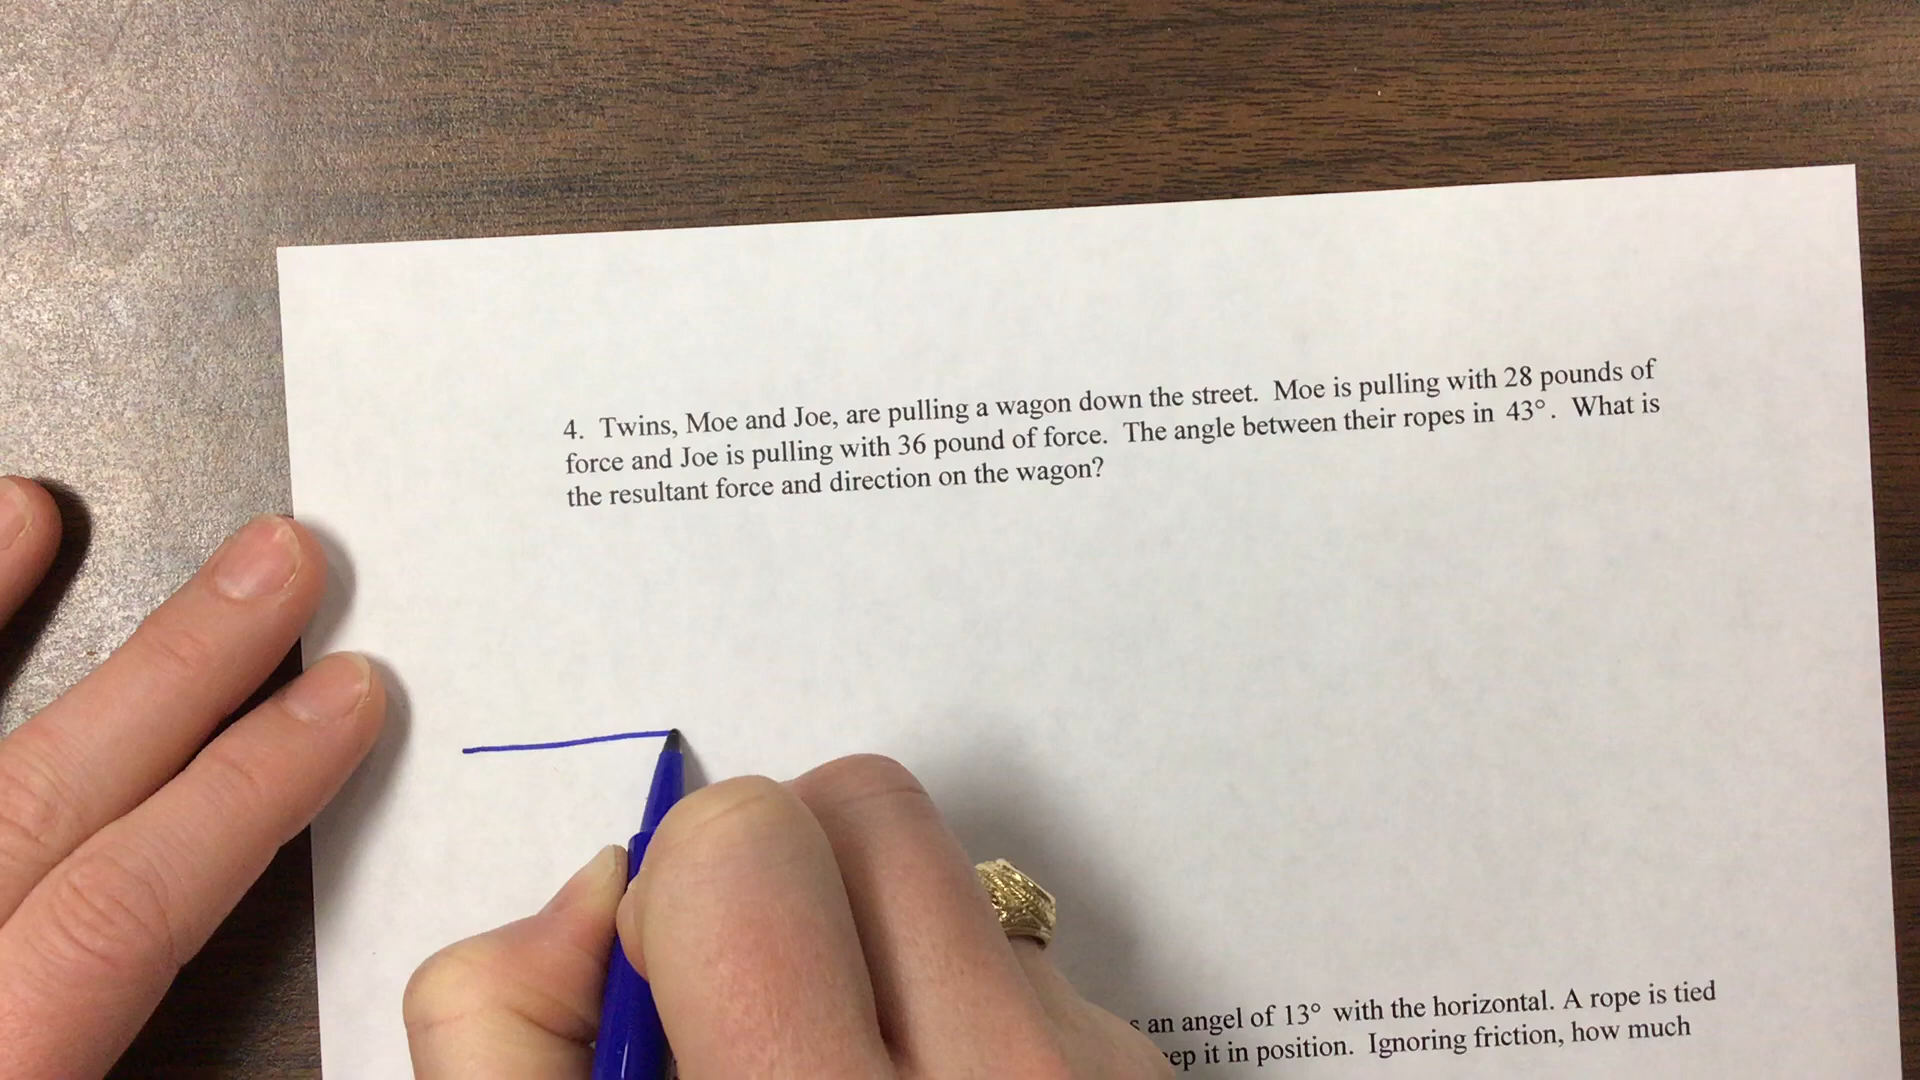 4. Twins, Moe and Joe, are pulling a wagon down the street. Moe is pulling with 28 pounds of
force and Joe is pulling with 36 pound of force. The angle between their ropes in 43°. What is
the resultant force and direction on the wagon?
an angel of 13° with the horizontal. A rope is tied
it in position. Ignoring friction, how much